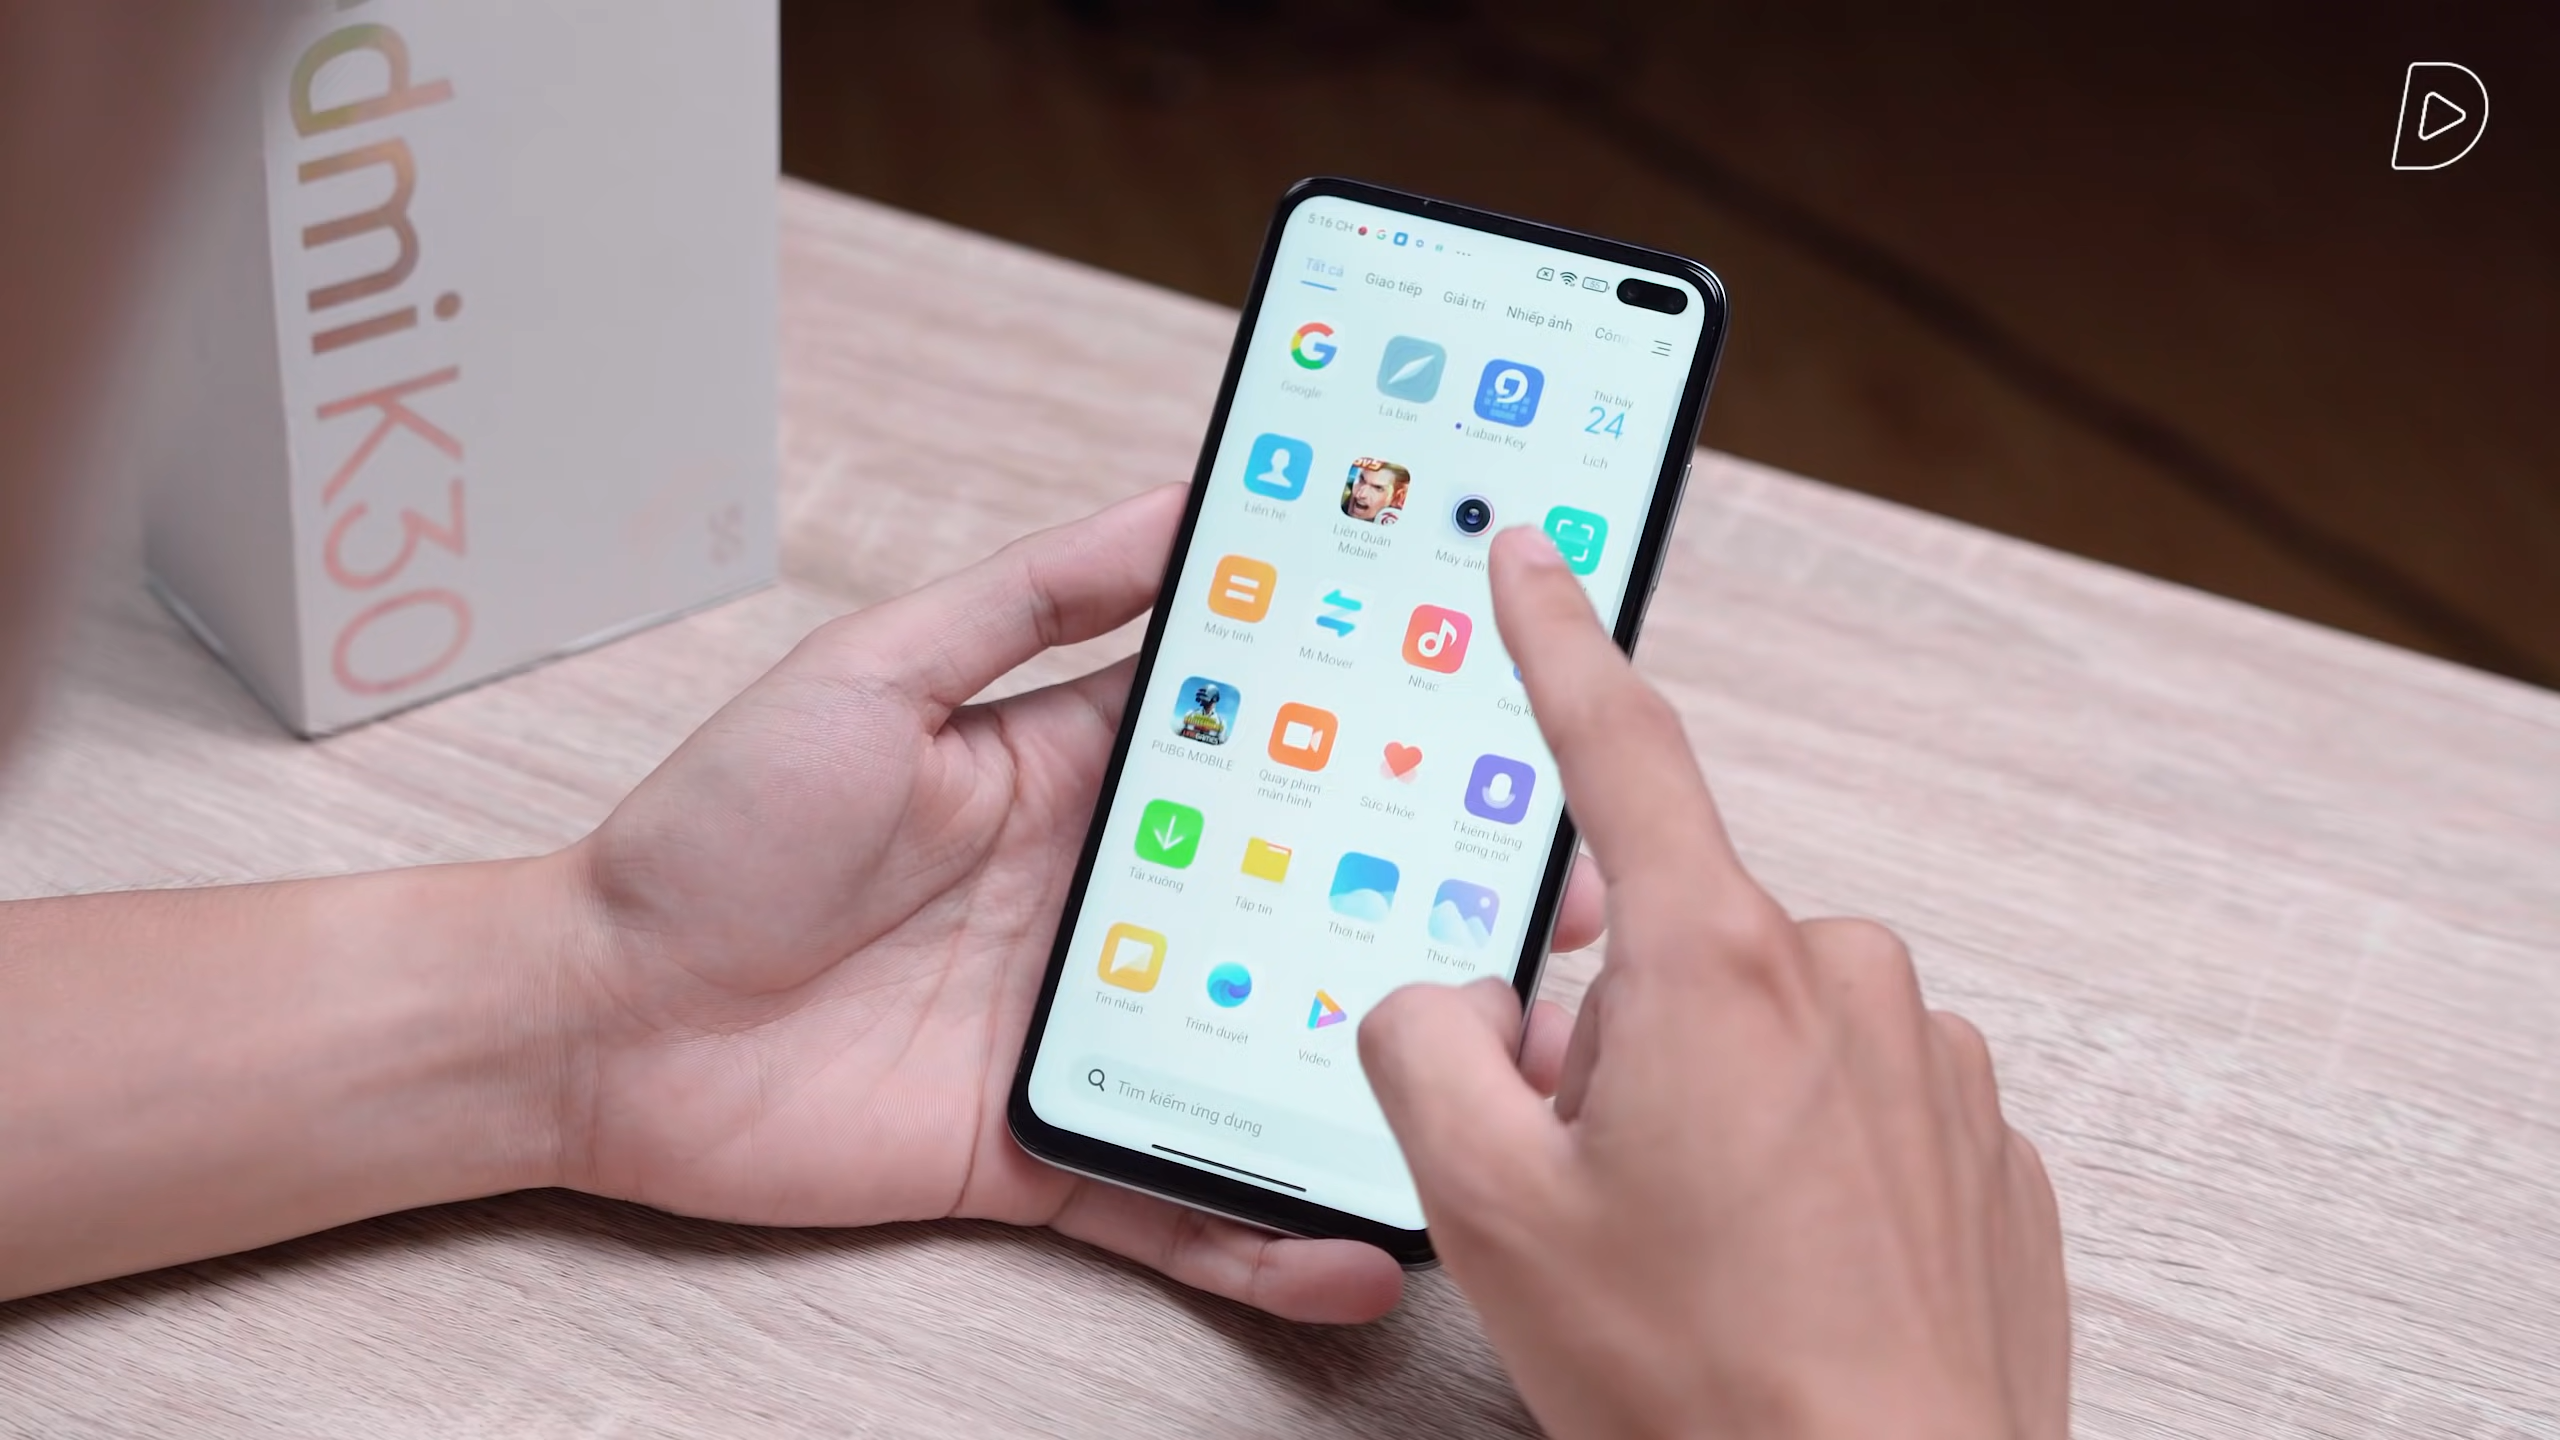 dmi K30
5G
5:16 CH
Tất cả
Giao tiếp
Giải trí
Nhiếp ảnh
Google
La bàn
Laban Key
Thứ bảy
24
Lịch
Liên hệ
Liên Quân
Mobile
Máy ảnh
Máy tính
Mi Mover
Nhạc
PUBG MOBILE
Quay phim
màn hình
Sức khỏe
T.kiếm bằng
giọng nói
Tải xuống
Tập tin
Thời tiết
Thư viện
Tin nhắn
Trình duyệt
Video
Tìm kiếm ứng dụng